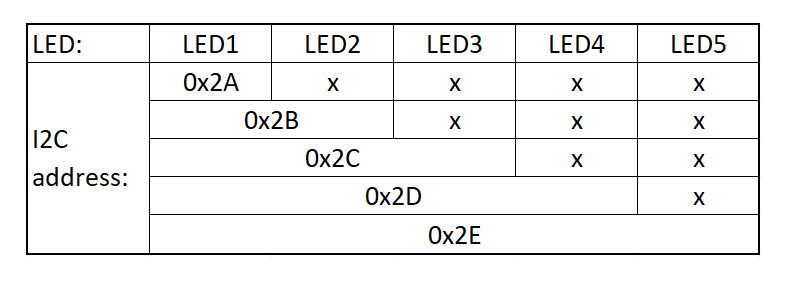 LED: LED1 LED2 LED3 LED4 LED5
I2C address:
0x2A x x x x
0x2B x x x
0x2C x x
0x2D x
0x2E